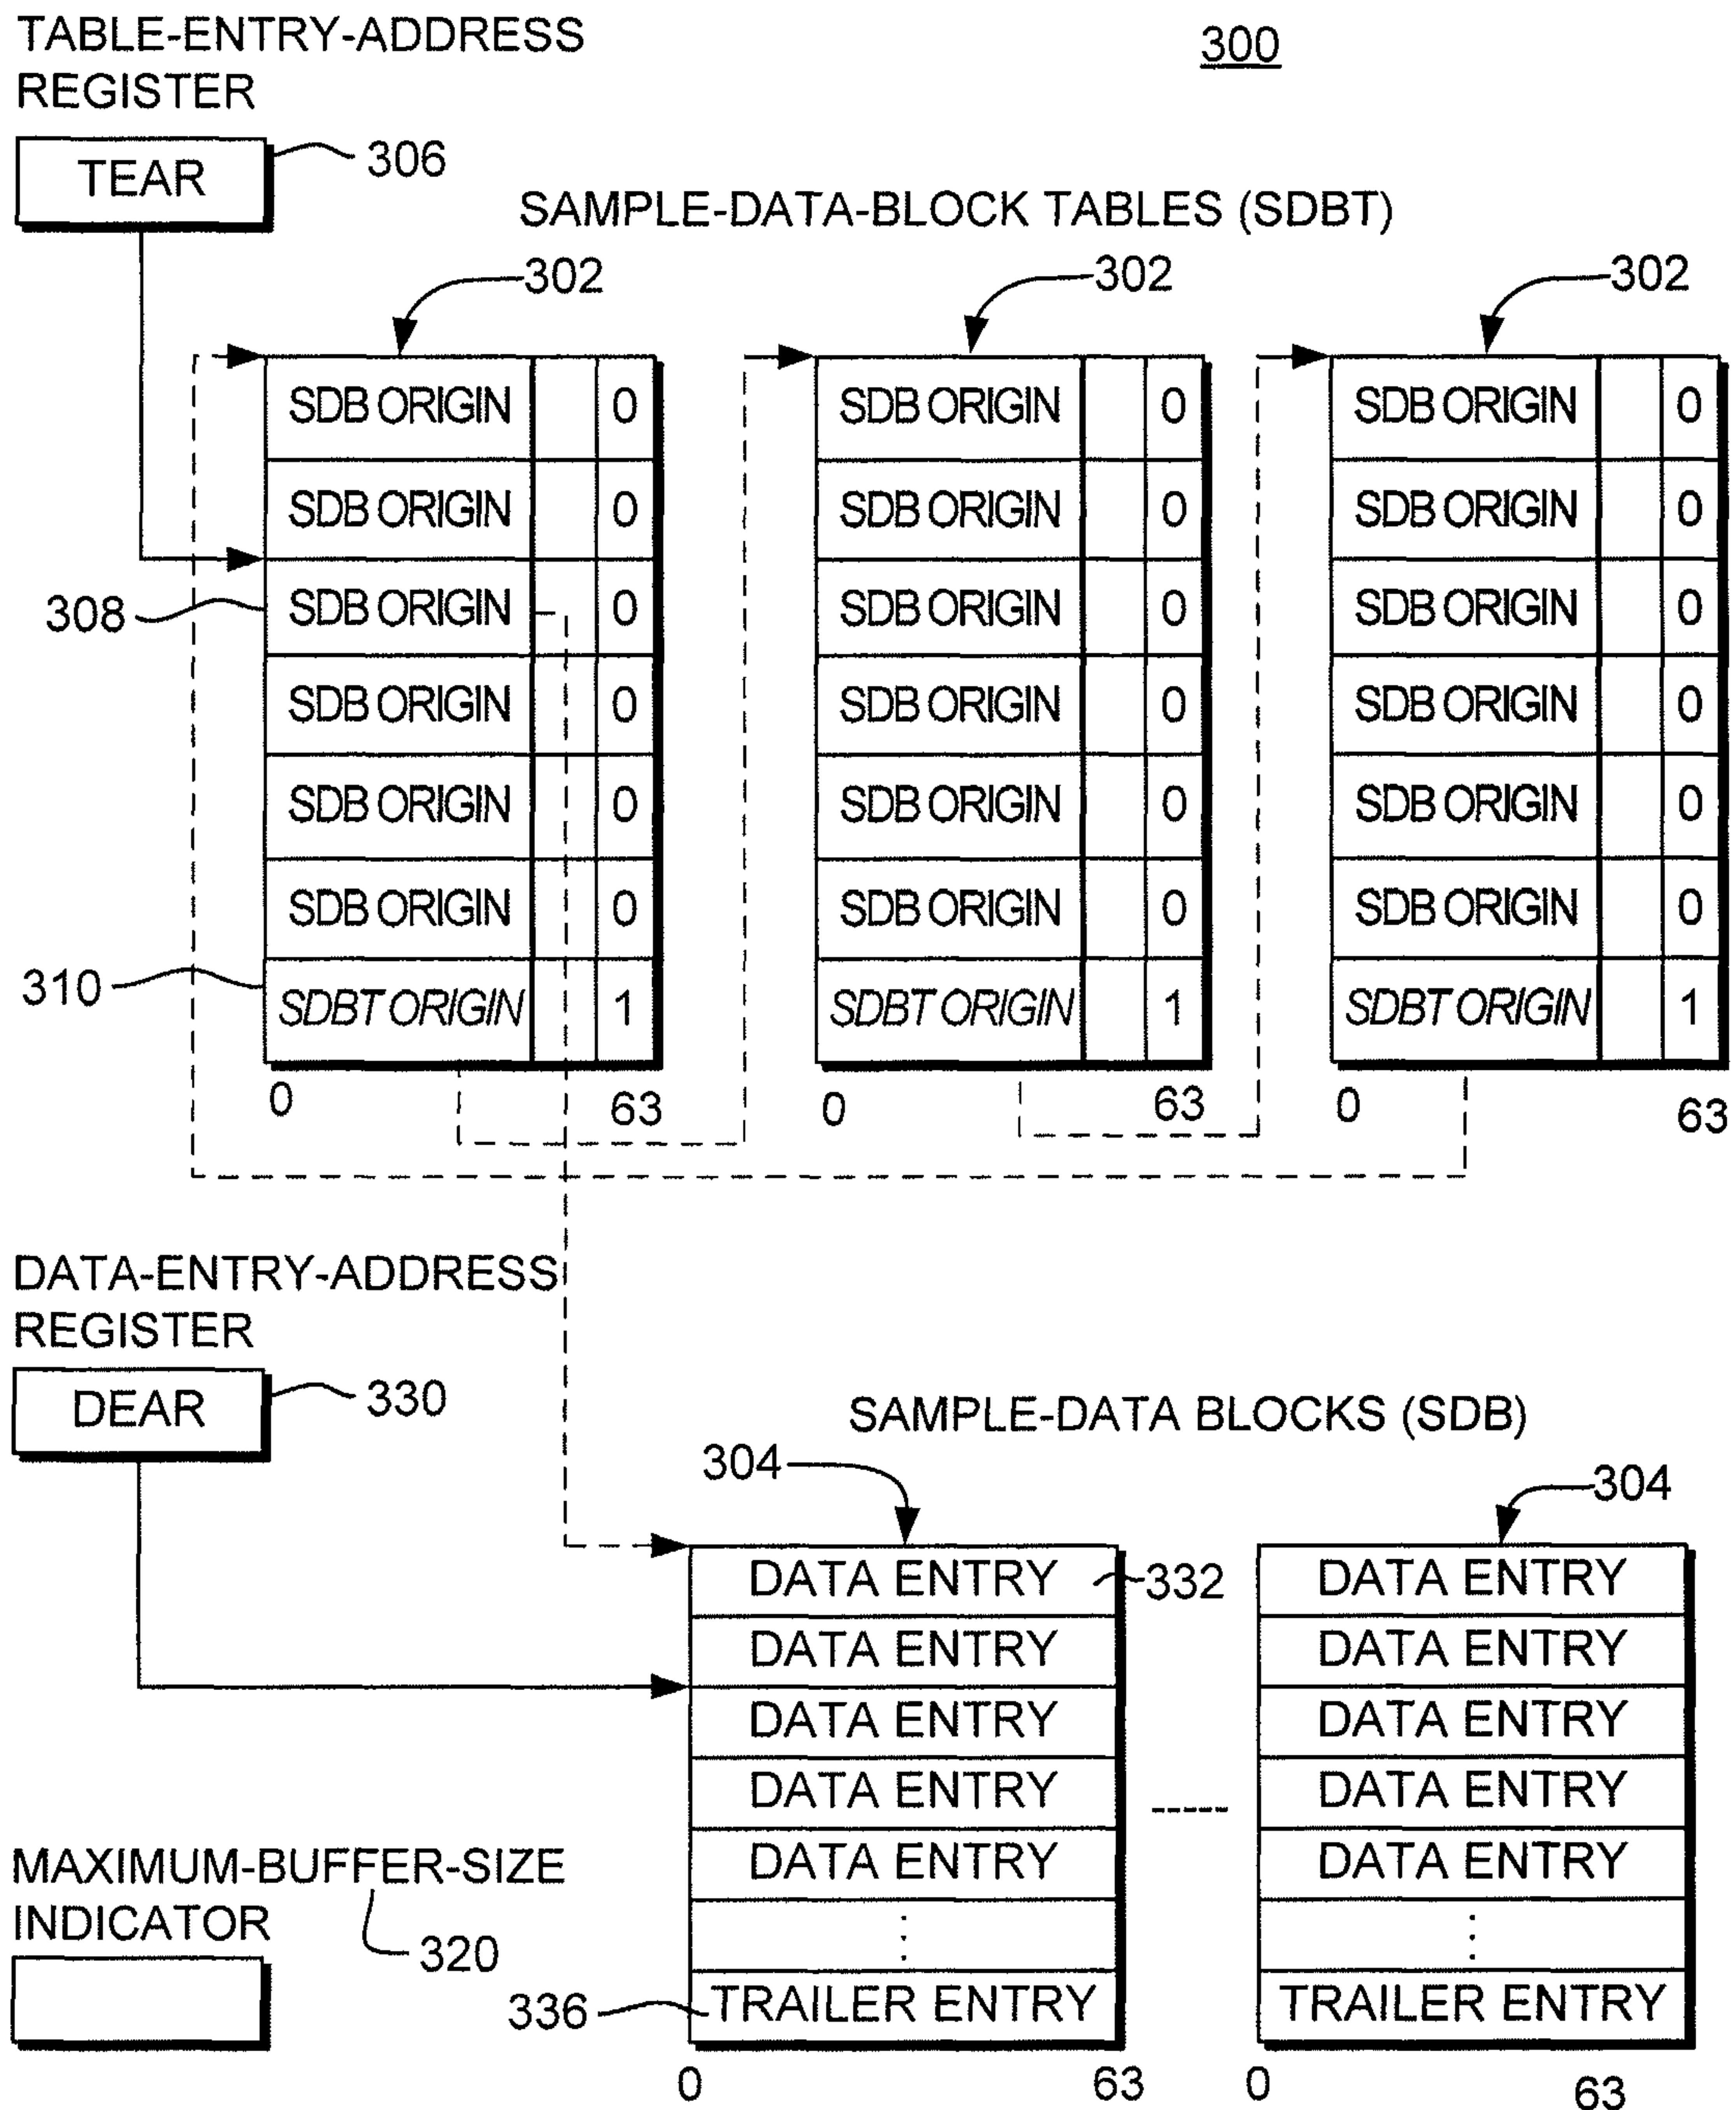 TABLE-ENTRY-ADDRESS
REGISTER
300
TEAR
306
SAMPLE-DATA-BLOCK TABLES (SDBT)
302
302
302
SDB ORIGIN 0 SDB ORIGIN 0 SDB ORIGIN 0
SDB ORIGIN 0 SDB ORIGIN 0 SDB ORIGIN 0
308 SDB ORIGIN 0 SDB ORIGIN 0 SDB ORIGIN 0
SDB ORIGIN 0 SDB ORIGIN 0 SDB ORIGIN 0
SDB ORIGIN 0 SDB ORIGIN 0 SDB ORIGIN 0
SDB ORIGIN 0 SDB ORIGIN 0 SDB ORIGIN 0
310 SDBT ORIGIN 1 SDBT ORIGIN 1 SDBT ORIGIN 1
0 63 0 63 0 63
DATA-ENTRY-ADDRESS
REGISTER
DEAR
330
SAMPLE-DATA BLOCKS (SDB)
304
304
DATA ENTRY 332 DATA ENTRY
DATA ENTRY DATA ENTRY
DATA ENTRY DATA ENTRY
DATA ENTRY DATA ENTRY
DATA ENTRY DATA ENTRY
MAXIMUM-BUFFER-SIZE
INDICATOR
320
336 TRAILER ENTRY TRAILER ENTRY
0 63 0 63